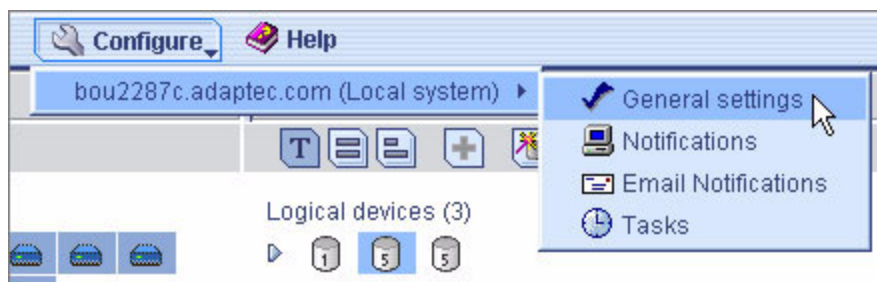 Configure Help
bou2287c.adaptec.com (Local system)
General settings
Notifications
Email Notifications
Tasks
T
Logical devices (3)
1 5 5